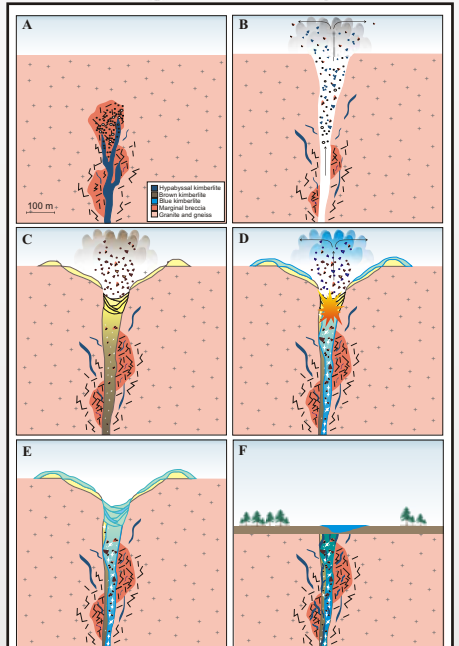 A
B
Hypabyssal kimberlite
Brown kimberlite
Blue kimberlite
Marginal breccia
Granite and gneiss
100 m
C
D
E
F